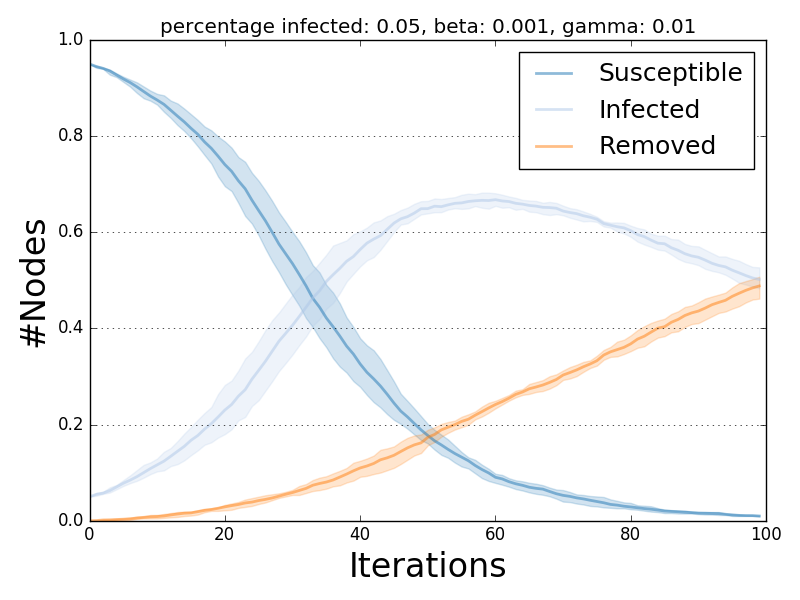 percentage infected: 0.05, beta: 0.001, gamma: 0.01
1.0
0.8
0.6
0.4
0.2
0.0
#Nodes
Susceptible
Infected
Removed
0 20 40 60 80 100
Iterations